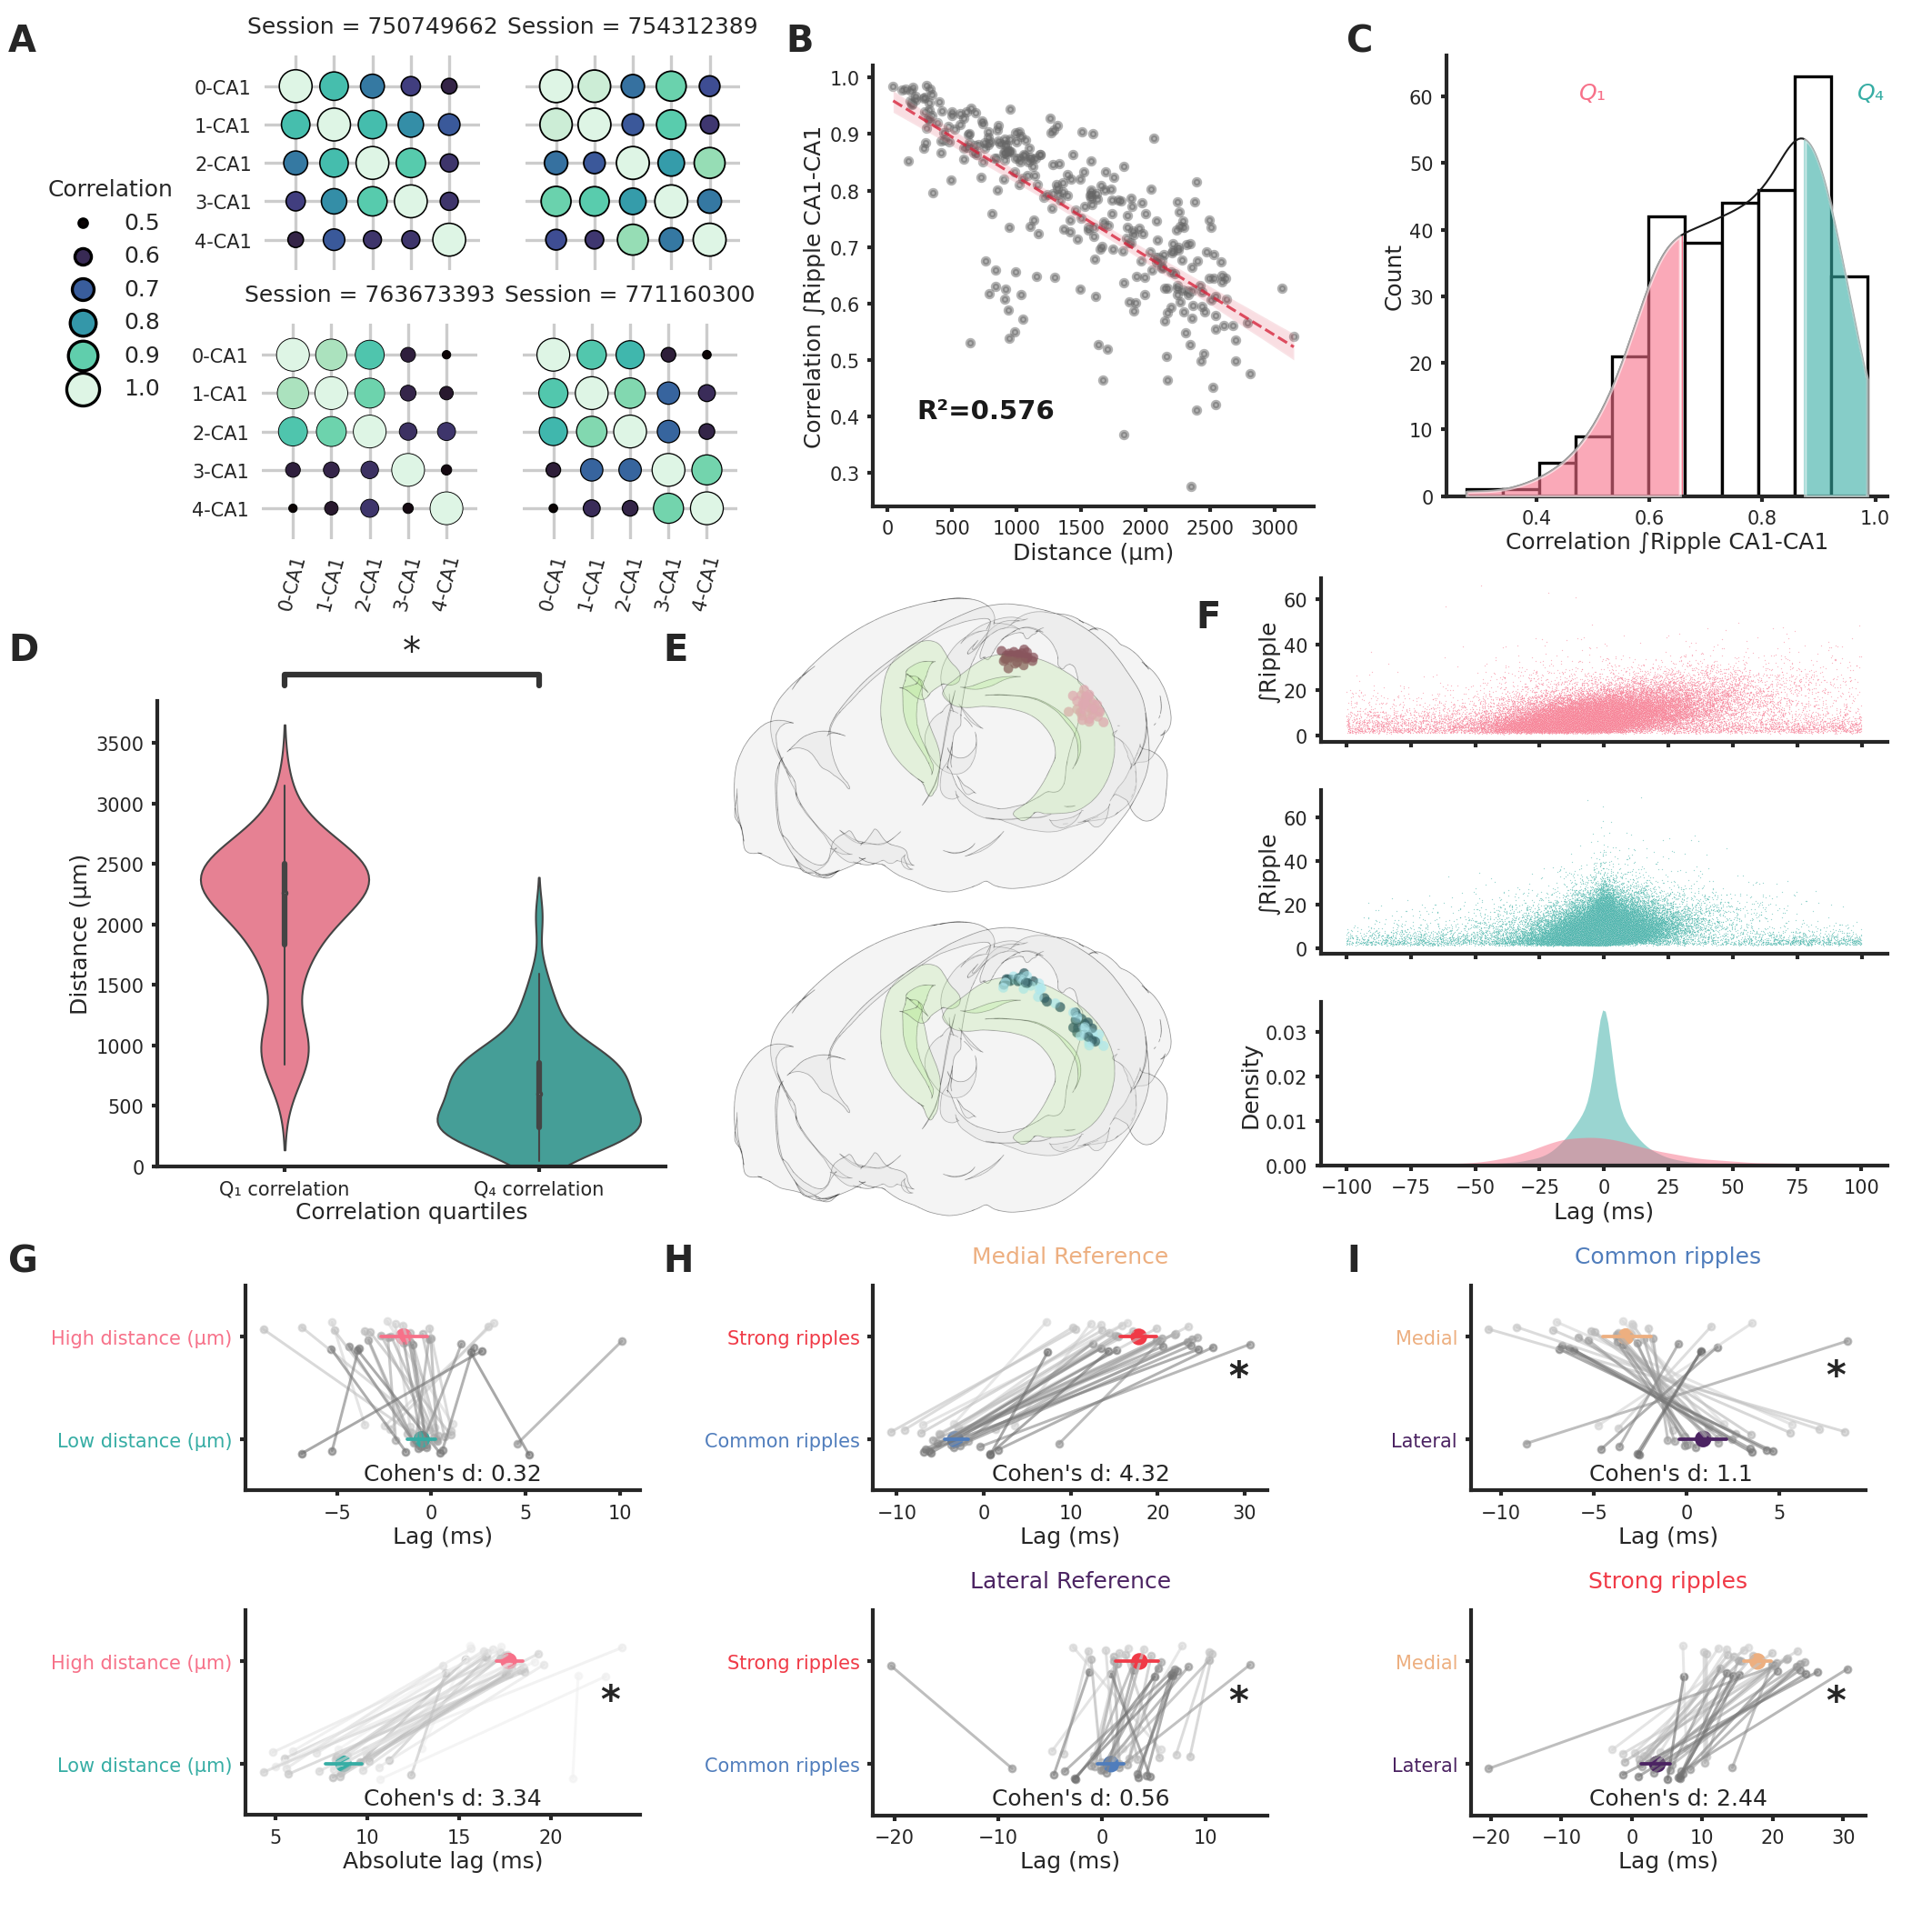 A
Session = 750749662
Session = 754312389
0-CA1
1-CA1
2-CA1
3-CA1
4-CA1
Correlation
0.5
0.6
0.7
0.8
0.9
1.0
Session = 763673393
Session = 771160300
0-CA1
1-CA1
2-CA1
3-CA1
4-CA1
0-CA1 1-CA1 2-CA1 3-CA1 4-CA1
0-CA1 1-CA1 2-CA1 3-CA1 4-CA1
B
Correlation ∫Ripple CA1-CA1
1.0
0.9
0.8
0.7
0.6
0.5
0.4
0.3
R²=0.576
0 500 1000 1500 2000 2500 3000
Distance (μm)
C
Q₁
Q₄
Count
60
50
40
30
20
10
0
0.4 0.6 0.8 1.0
Correlation ∫Ripple CA1-CA1
D
*
Distance (μm)
3500
3000
2500
2000
1500
1000
500
0
Q₁ correlation
Q₄ correlation
Correlation quartiles
E
F
∫Ripple
60
40
20
0
∫Ripple
60
40
20
0
Density
0.03
0.02
0.01
0.00
−100 −75 −50 −25 0 25 50 75 100
Lag (ms)
G
High distance (μm)
Low distance (μm)
Cohen's d: 0.32
−5 0 5 10
Lag (ms)
High distance (μm)
*
Low distance (μm)
Cohen's d: 3.34
5 10 15 20
Absolute lag (ms)
H
Medial Reference
Strong ripples
*
Common ripples
Cohen's d: 4.32
−10 0 10 20 30
Lag (ms)
Lateral Reference
Strong ripples
*
Common ripples
Cohen's d: 0.56
−20 −10 0 10
Lag (ms)
I
Common ripples
Medial
*
Lateral
Cohen's d: 1.1
−10 −5 0 5
Lag (ms)
Strong ripples
Medial
*
Lateral
Cohen's d: 2.44
−20 −10 0 10 20 30
Lag (ms)